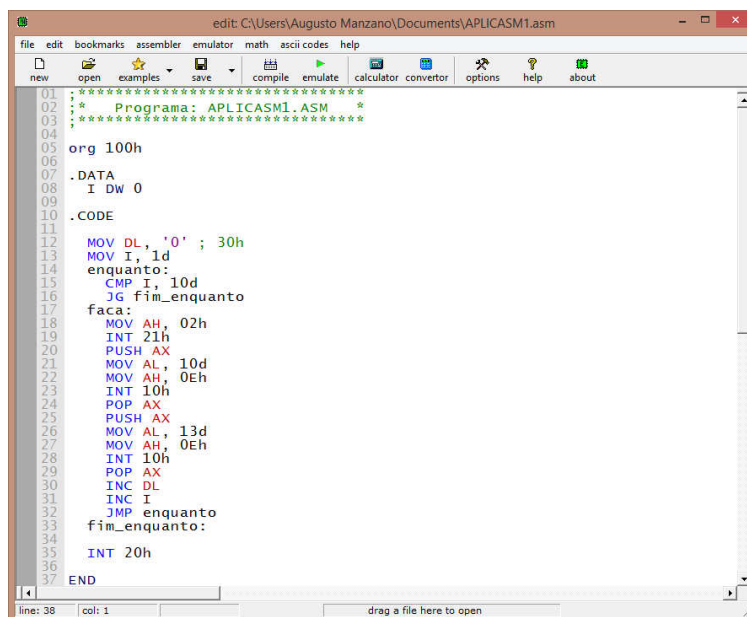 edit: C:\Users\Augusto Manzano\Documents\APLICASM1.asm
file edit bookmarks assembler emulator math ascii codes help
new open examples save compile emulate calculator convertor options help about
01 ;*******************************
02 ;*   Programa: APLICASM1.ASM   *
03 ;*******************************
04
05 org 100h
06
07 .DATA
08   I DW 0
09
10 .CODE
11
12   MOV DL, '0' ; 30h
13   MOV I, 1d
14   enquanto:
15     CMP I, 10d
16     JG fim_enquanto
17   faca:
18     MOV AH, 02h
19     INT 21h
20     PUSH AX
21     MOV AL, 10d
22     MOV AH, 0Eh
23     INT 10h
24     POP AX
25     PUSH AX
26     MOV AL, 13d
27     MOV AH, 0Eh
28     INT 10h
29     POP AX
30     INC DL
31     INC I
32     JMP enquanto
33   fim_enquanto:
34
35   INT 20h
36
37 END
line: 38 col: 1 drag a file here to open